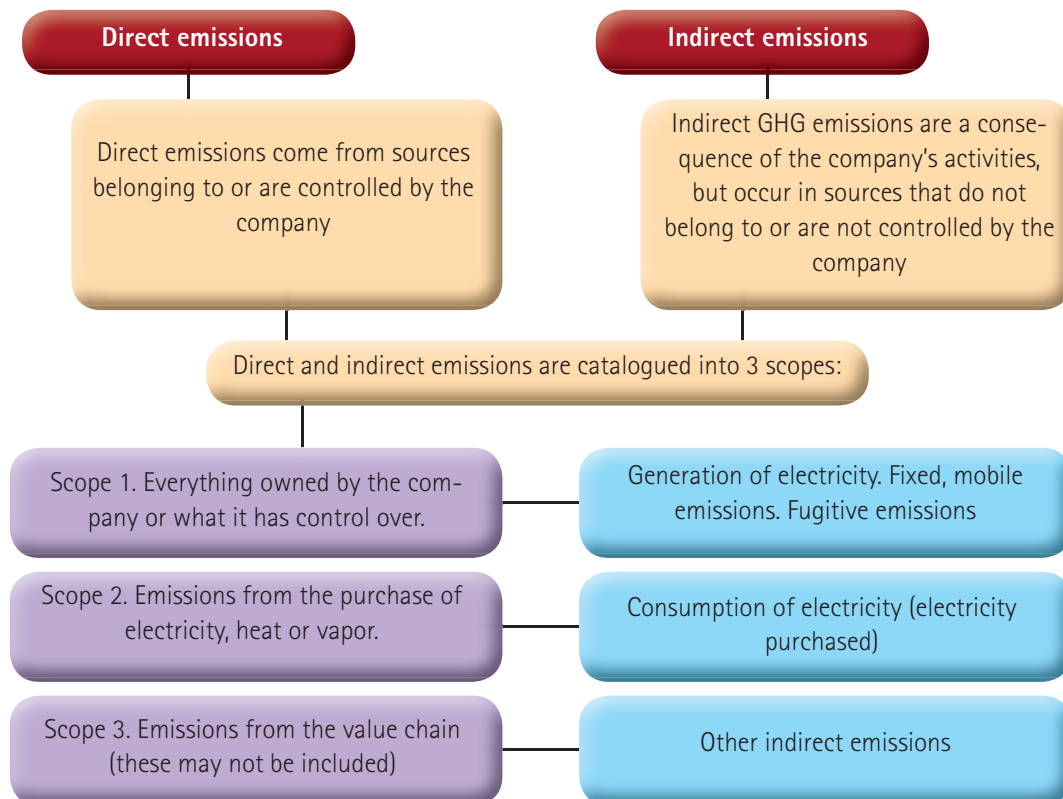 Direct emissions
Indirect emissions
Direct emissions come from sources
belonging to or are controlled by the
company
Indirect GHG emissions are a conse-
quence of the company's activities,
but occur in sources that do not
belong to or are not controlled by the
company
Direct and indirect emissions are catalogued into 3 scopes:
Scope 1. Everything owned by the com-
pany or what it has control over.
Generation of electricity. Fixed, mobile
emissions. Fugitive emissions
Scope 2. Emissions from the purchase of
electricity, heat or vapor.
Consumption of electricity (electricity
purchased)
Scope 3. Emissions from the value chain
(these may not be included)
Other indirect emissions